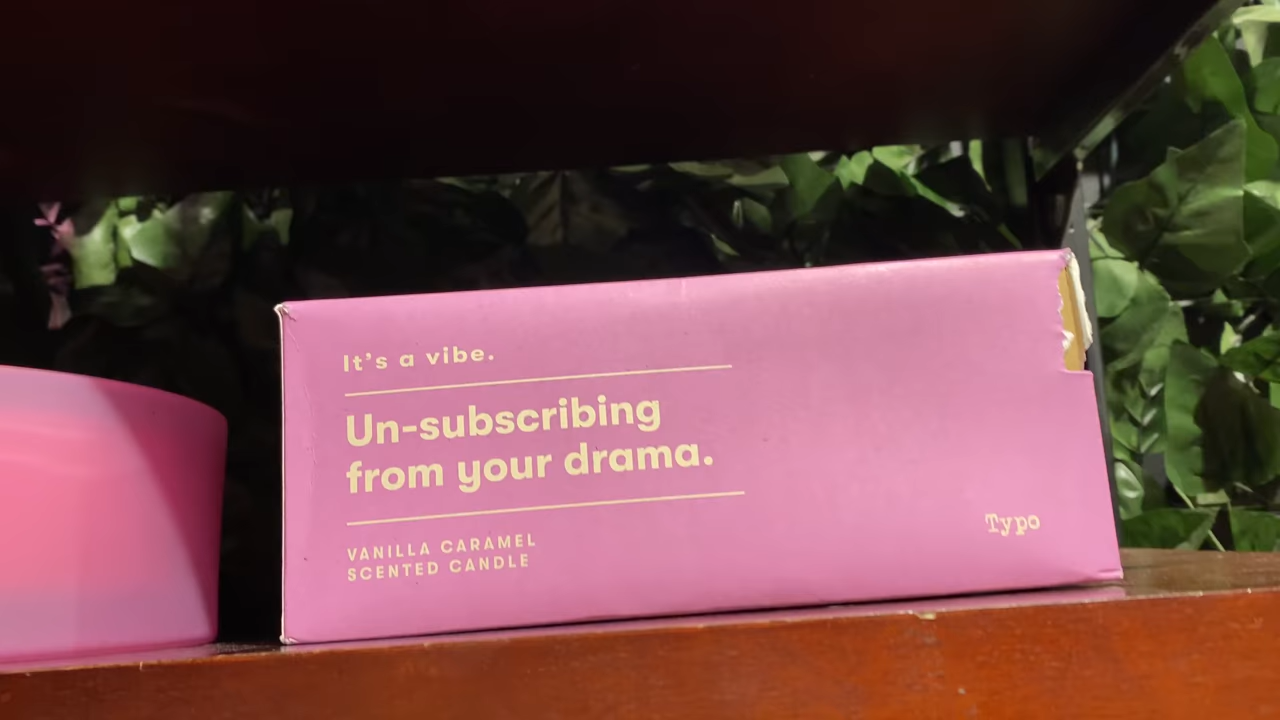 It's a vibe.
Un-subscribing
from your drama.
VANILLA CARAMEL
SCENTED CANDLE
Typo